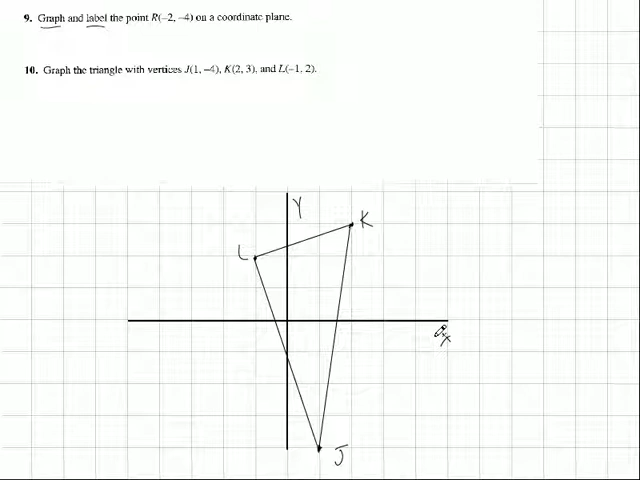 9. Graph and label the point R(–2, –4) on a coordinate plane.
10. Graph the triangle with vertices J(1, –4), K(2, 3), and L(–1, 2).
Y
K
L
X
J